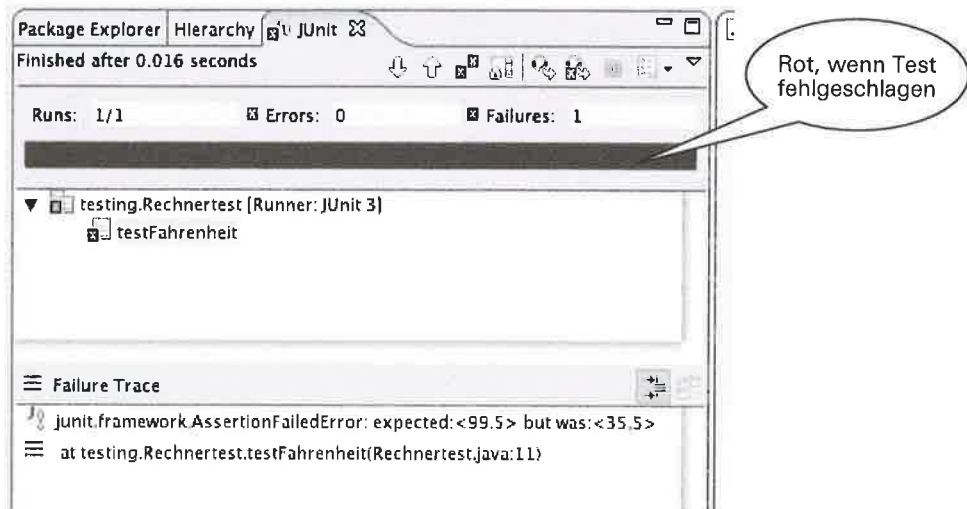 Package Explorer Hierarchy JUnit
Finished after 0.016 seconds
Rot, wenn Test
fehlgeschlagen
Runs: 1/1 Errors: 0 Failures: 1
testing.Rechnertest [Runner: JUnit 3]
testFahrenheit
Failure Trace
junit.framework.AssertionFailedError: expected:<99.5> but was:<35.5>
at testing.Rechnertest.testFahrenheit(Rechnertest.java:11)